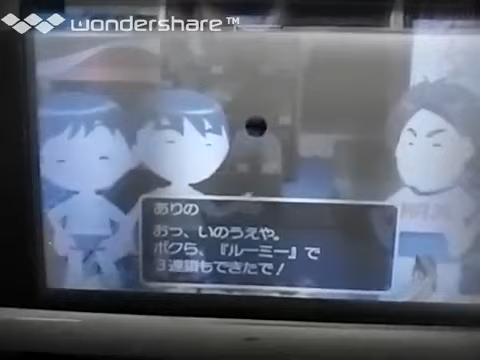 wondershare™
ありの
おっ、いのうえや。
ボクら、『ルーミー』で
3連鎖もできたで!